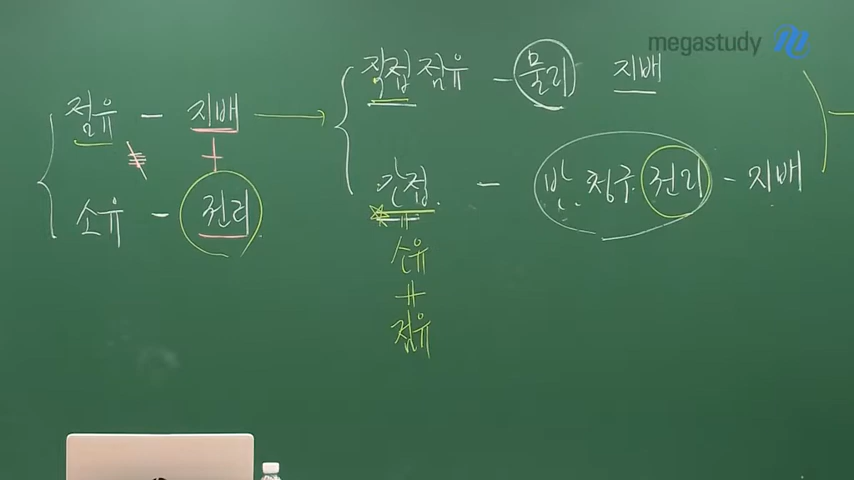 megastudy
점유 - 지배 → 직접 점유 - 물리 지배
≠ +
소유 - 권리
간접 - 반 청구 권리 - 지배
=
소유
≠
점유